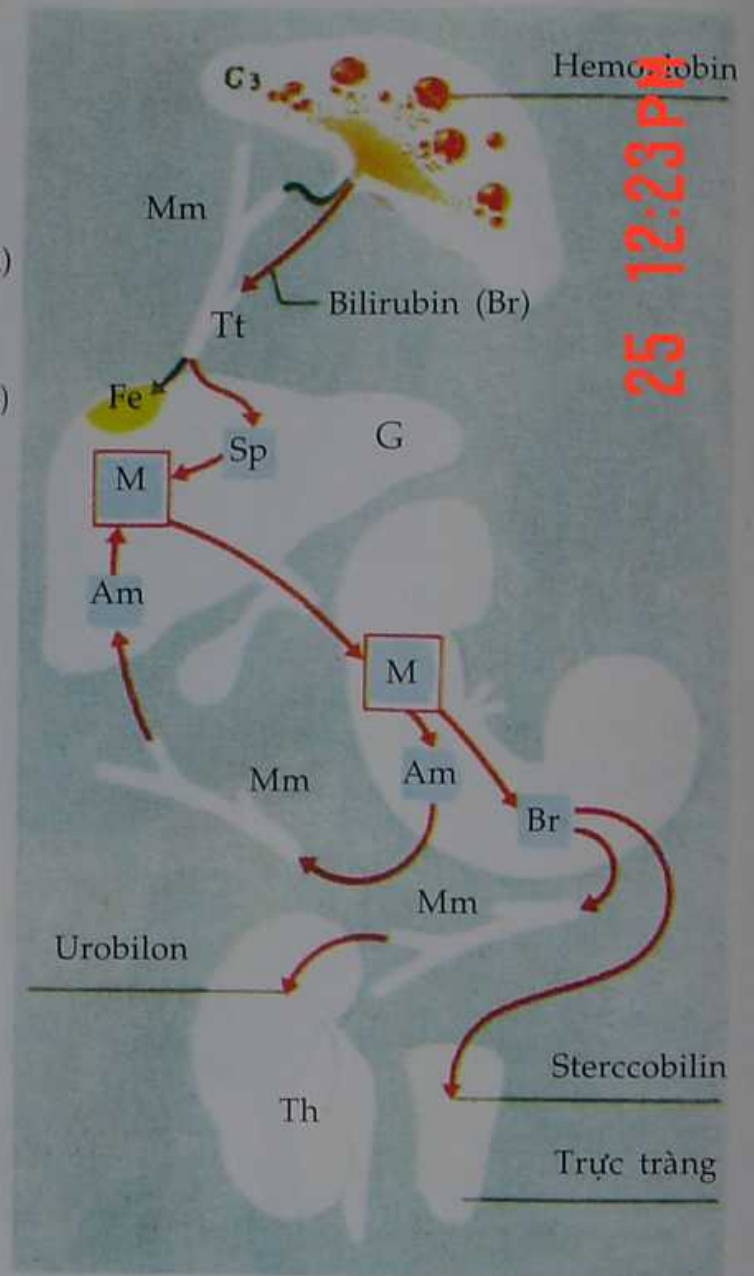 C3
25 12:23 PM
Mm
Bilirubin (Br)
Tt
)
Fe
)
Sp
G
M
Am
M
Mm
Am
Br
Mm
Urobilon
Sterccobilin
Th
Trực tràng